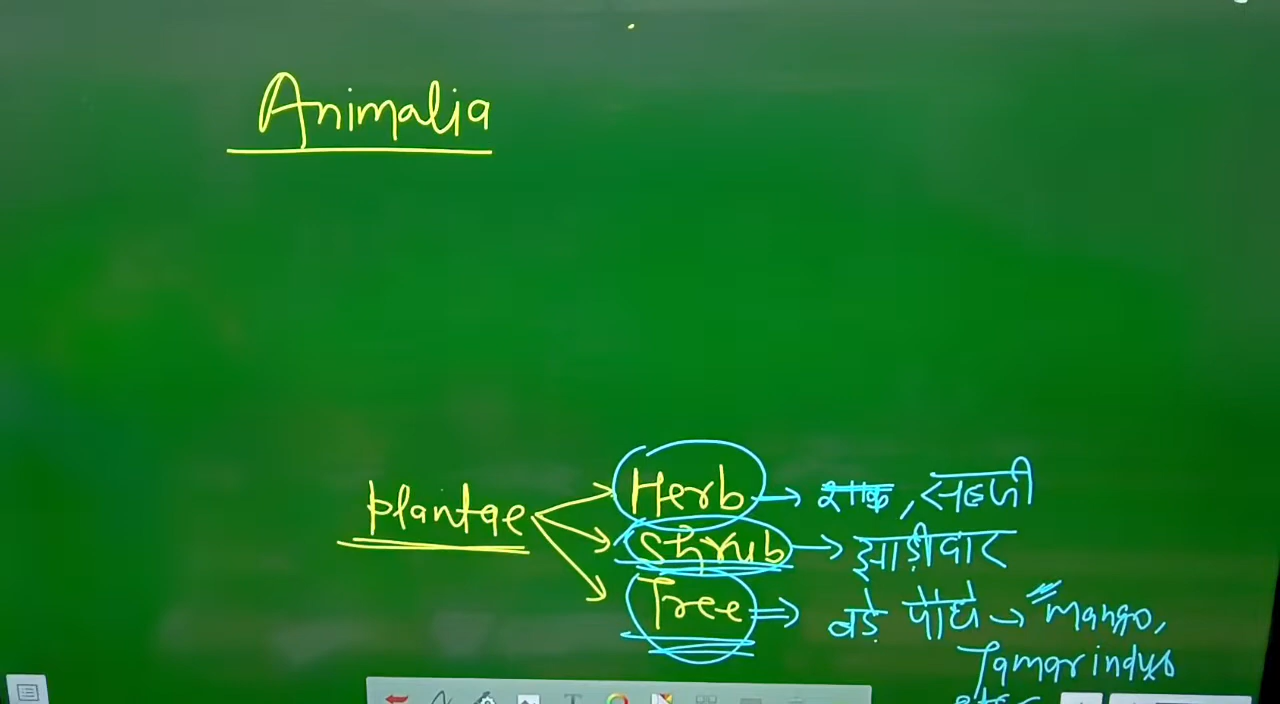 Animalia
Plantae
Herb → शाक, सब्जी
Shrub → झाड़ीदार
Tree ⇒ बड़े पौधे → Mango,
Tamarindus